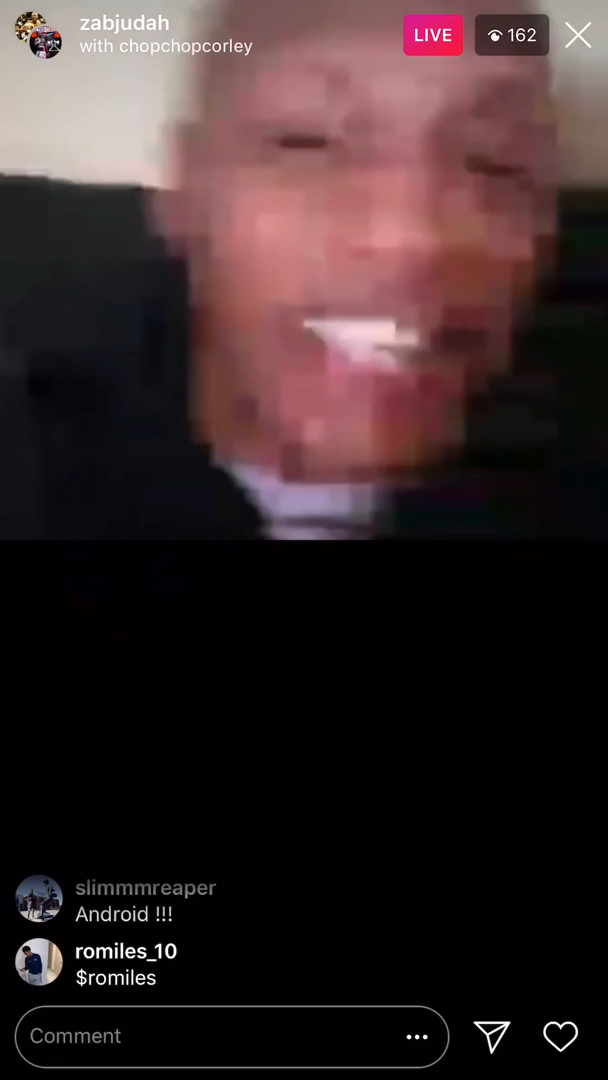 zabjudah
with chopchopcorley
LIVE
162
slimmmreaper
Android !!!
romiles_10
$romiles
Comment